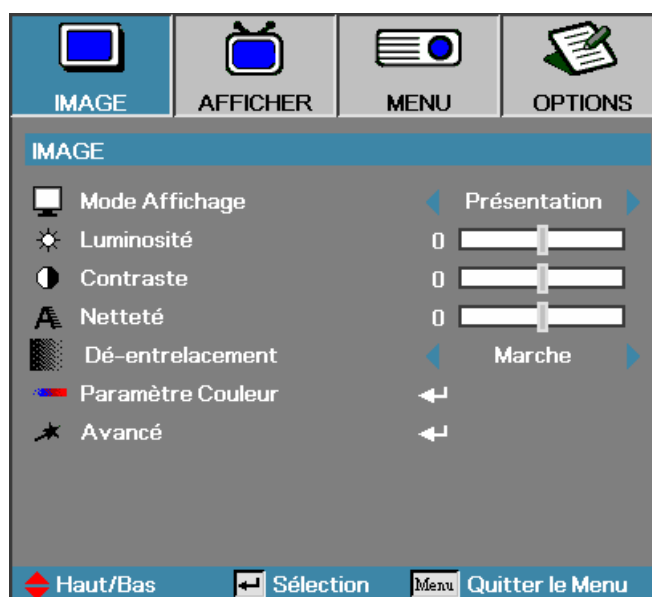 IMAGE AFFICHER MENU OPTIONS
IMAGE
Mode Affichage Présentation
Luminosité 0
Contraste 0
Netteté 0
Dé-entrelacement Marche
Paramètre Couleur
Avancé
Haut/Bas Sélection Menu Quitter le Menu